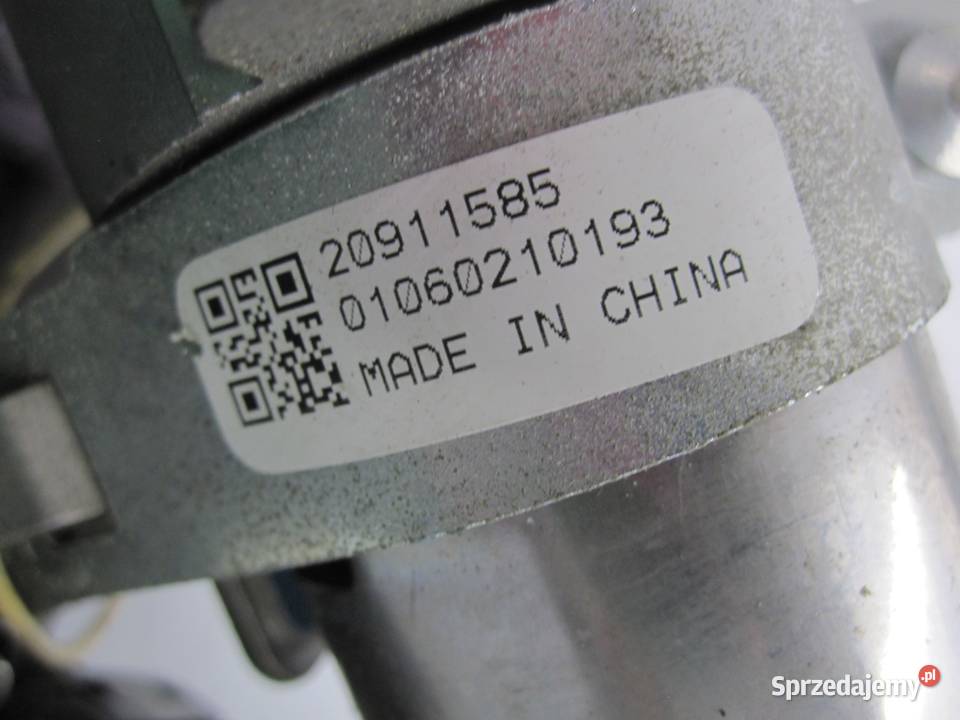 20911585
01060210193
MADE IN CHINA
Sprzedajemy.pl